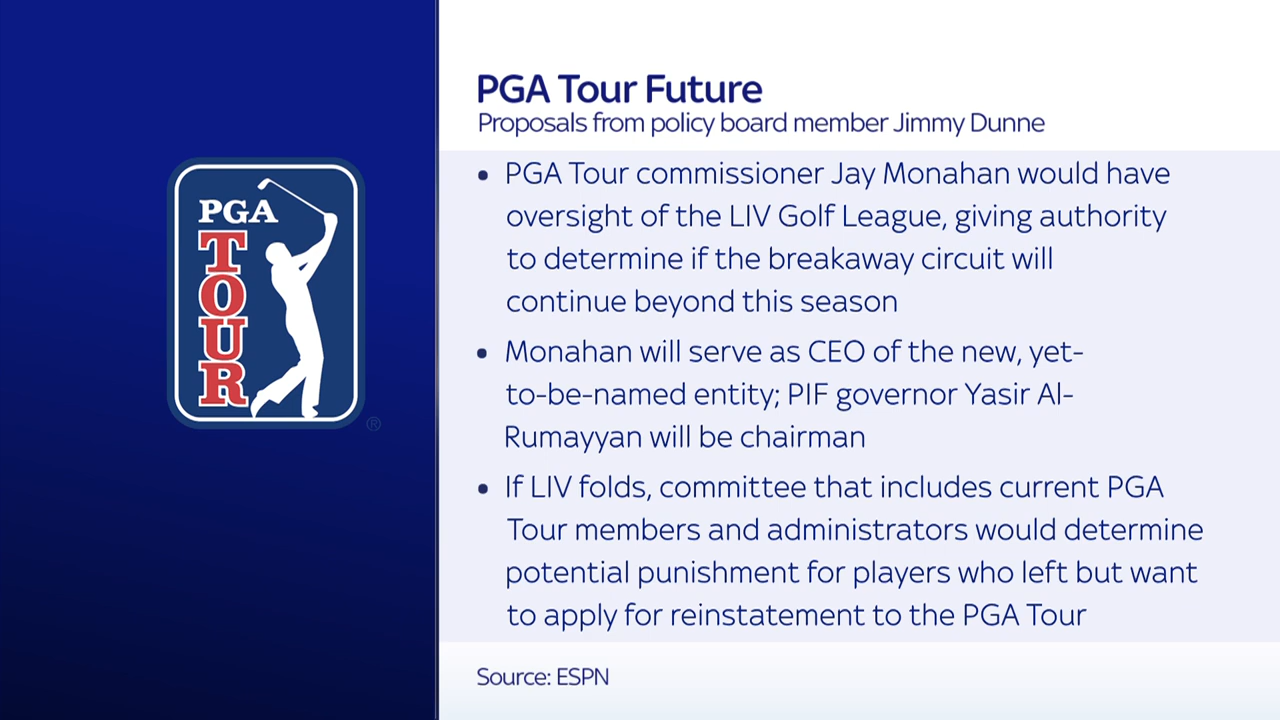 PGA
TOUR
®
PGA Tour Future
Proposals from policy board member Jimmy Dunne
• PGA Tour commissioner Jay Monahan would have
oversight of the LIV Golf League, giving authority
to determine if the breakaway circuit will
continue beyond this season
• Monahan will serve as CEO of the new, yet-
to-be-named entity; PIF governor Yasir Al-
Rumayyan will be chairman
• If LIV folds, committee that includes current PGA
Tour members and administrators would determine
potential punishment for players who left but want
to apply for reinstatement to the PGA Tour
Source: ESPN